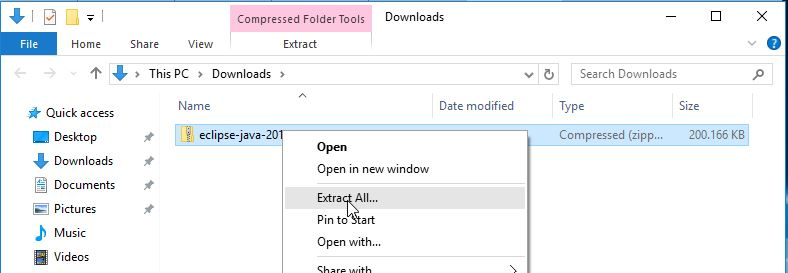 Compressed Folder Tools Downloads
File Home Share View Extract
This PC Downloads Search Downloads
Name Date modified Type Size
Quick access
Desktop eclipse-java-201 Compressed (zipp... 200.166 KB
Open
Downloads Open in new window
Documents
Extract All...
Pictures Pin to Start
Music Open with...
Videos
Share with